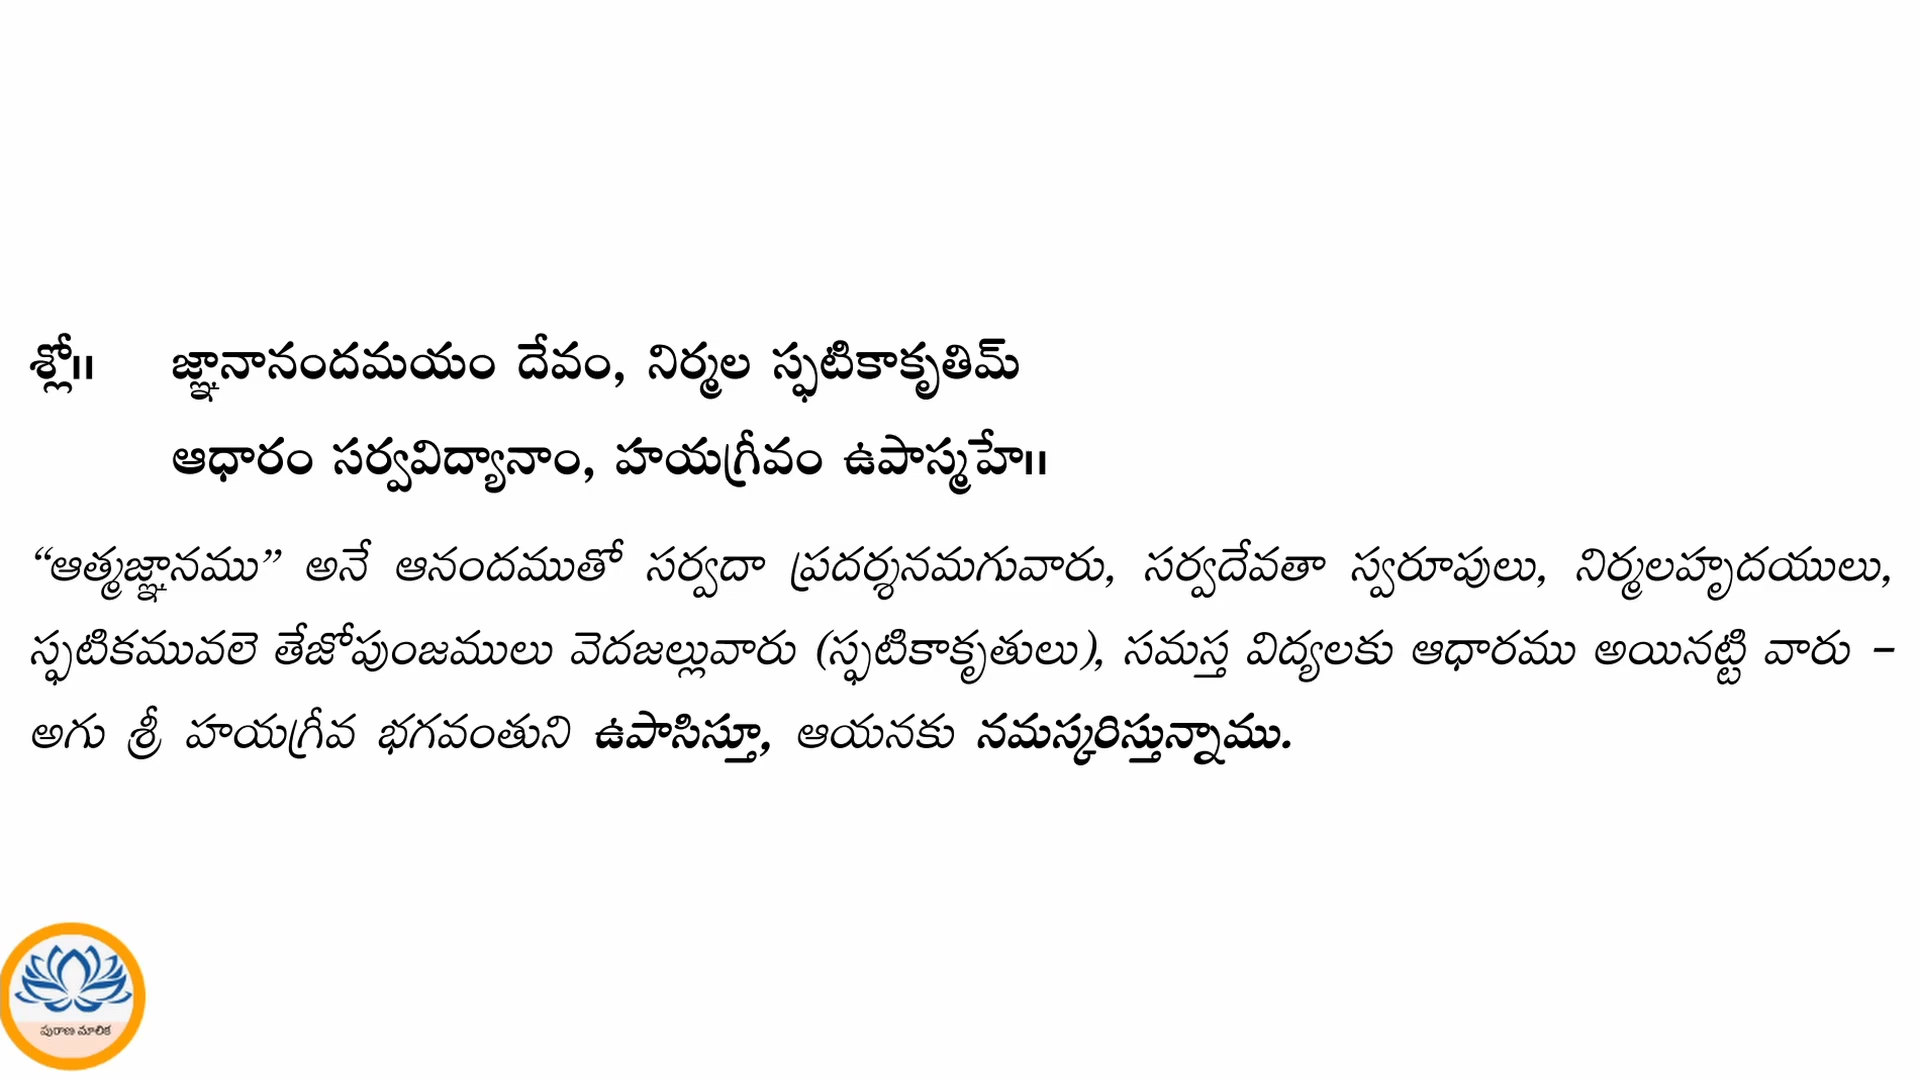 శ్లో॥ జ్ఞానానందమయం దేవం, నిర్మల స్ఫటికాకృతిమ్
ఆధారం సర్వవిద్యానాం, హయగ్రీవం ఉపాస్మహే॥
“ఆత్మజ్ఞానము” అనే ఆనందముతో సర్వదా ప్రదర్శనమగువారు, సర్వదేవతా స్వరూపులు, నిర్మలహృదయులు,
స్ఫటికమువలె తేజోపుంజములు వెదజల్లువారు (స్ఫటికాకృతులు), సమస్త విద్యలకు ఆధారము అయినట్టి వారు –
అగు శ్రీ హయగ్రీవ భగవంతుని ఉపాసిస్తూ, ఆయనకు నమస్కరిస్తున్నాము.
పురాణ మాలిక